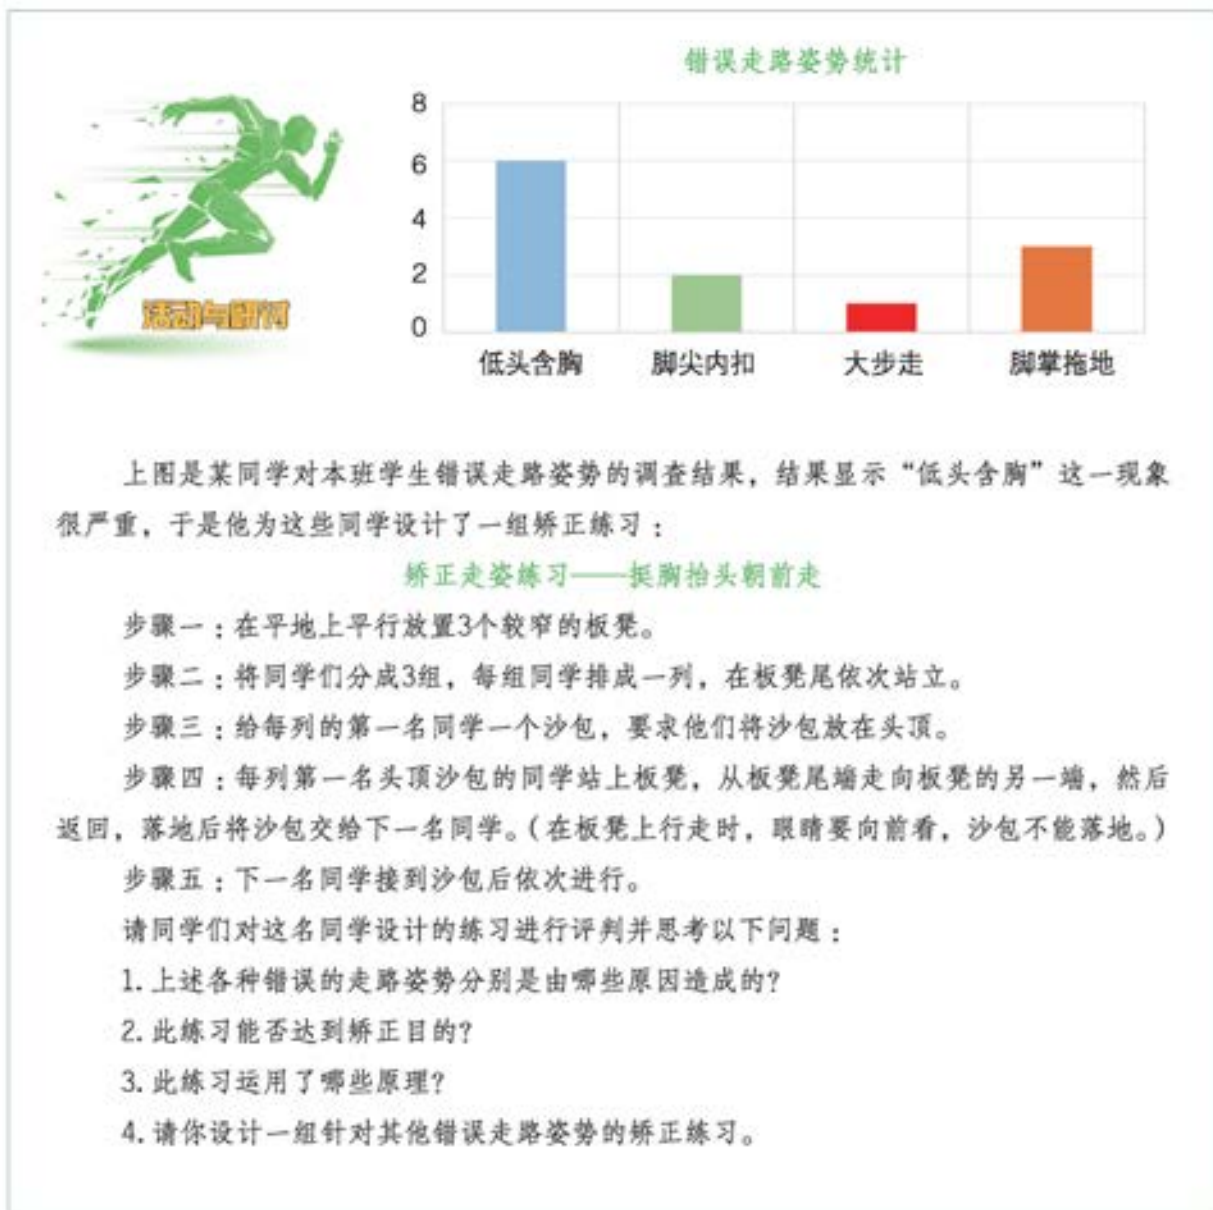 错误走路姿势统计
8
6
4
2
0
低头含胸 脚尖内扣 大步走 脚掌拖地
活动与研讨
上图是某同学对本班学生错误走路姿势的调查结果，结果显示“低头含胸”这一现象
很严重，于是他为这些同学设计了一组矫正练习：
矫正走姿练习——挺胸抬头朝前走
步骤一：在平地上平行放置3个较窄的板凳。
步骤二：将同学们分成3组，每组同学排成一列，在板凳尾依次站立。
步骤三：给每列的第一名同学一个沙包，要求他们将沙包放在头顶。
步骤四：每列第一名头顶沙包的同学站上板凳，从板凳尾端走向板凳的另一端，然后
返回，落地后将沙包交给下一名同学。（在板凳上行走时，眼睛要向前看，沙包不能落地。）
步骤五：下一名同学接到沙包后依次进行。
请同学们对这名同学设计的练习进行评判并思考以下问题：
1.上述各种错误的走路姿势分别是由哪些原因造成的？
2.此练习能否达到矫正目的？
3.此练习运用了哪些原理？
4.请你设计一组针对其他错误走路姿势的矫正练习。